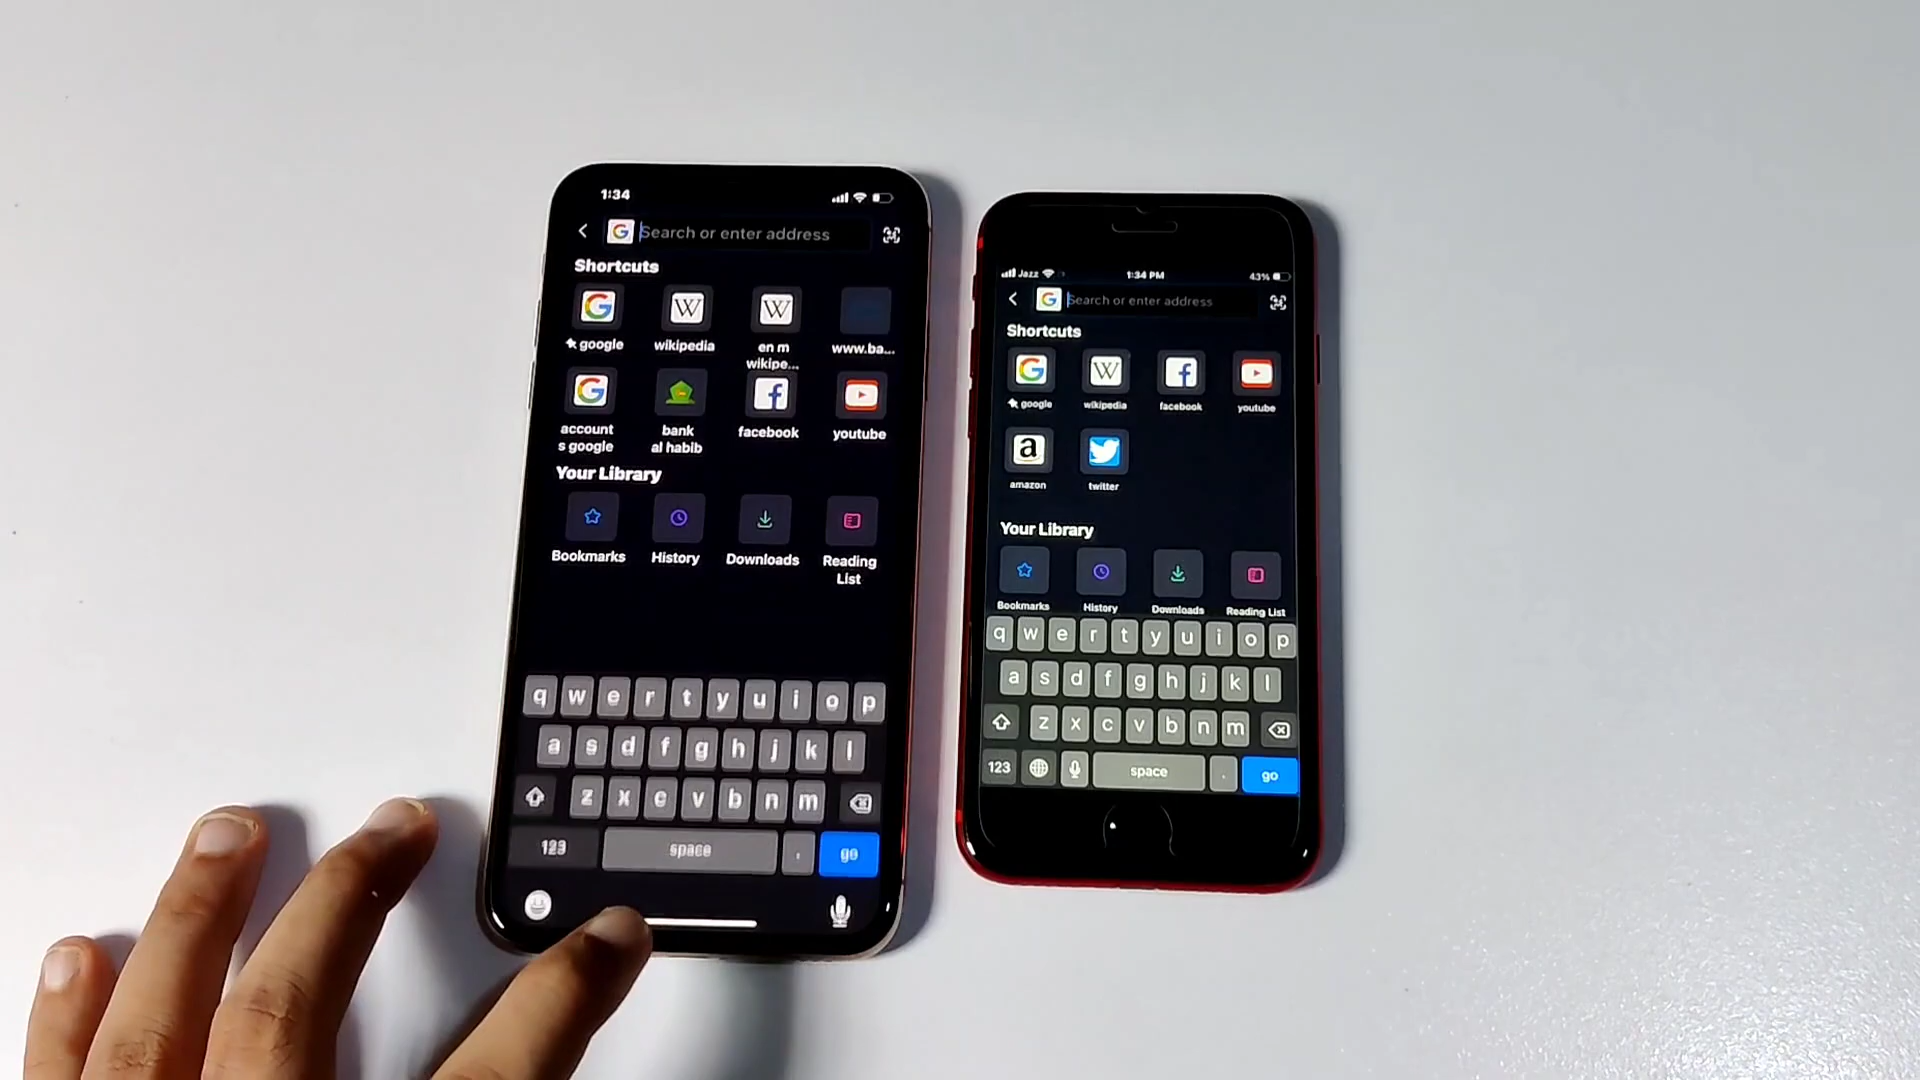 1:34
Search or enter address
Shortcuts
google
wikipedia
en m
wikipe...
www.ba...
account
s google
bank
al habib
facebook
youtube
Your Library
Bookmarks
History
Downloads
Reading
List
q w e r t y u i o p
a s d f g h j k l
z x c v b n m
123
space
.
go
Jazz
1:34 PM
43%
Search or enter address
Shortcuts
google
wikipedia
facebook
youtube
amazon
twitter
Your Library
Bookmarks
History
Downloads
Reading List
q w e r t y u i o p
a s d f g h j k l
z x c v b n m
123
space
.
go